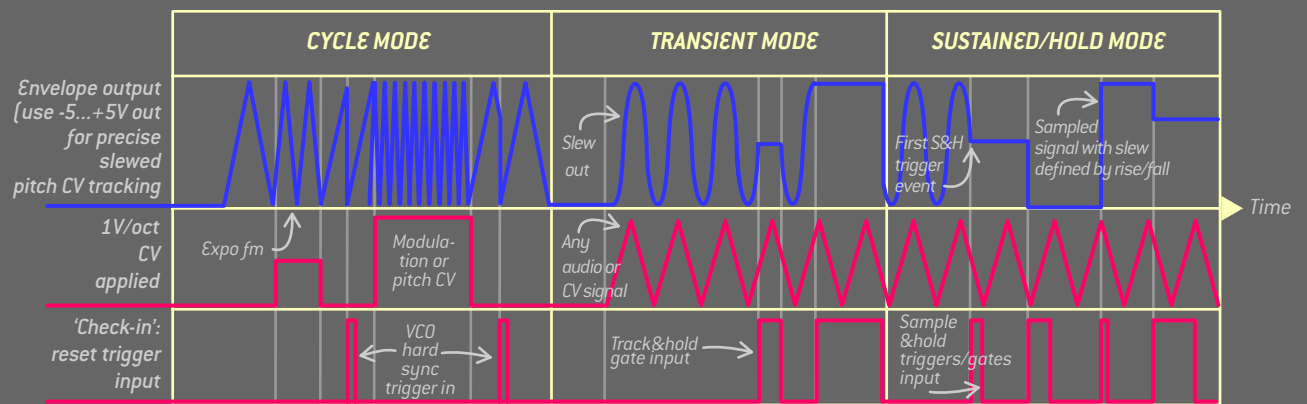 CYCLE MODE
TRANSIENT MODE
SUSTAINED/HOLD MODE
Envelope output
(use -5...+5V out
for precise
slewed
pitch CV tracking
Slew
out
First S&H
trigger
event
Sampled
signal with slew
defined by rise/fall
Time
1V/oct
CV
applied
Expo fm
Modula-
tion or
pitch CV
Any
audio or
CV signal
'Check-in':
reset trigger
input
VCO
hard
sync
trigger in
Track&hold
gate input
Sample
&hold
triggers/gates
input